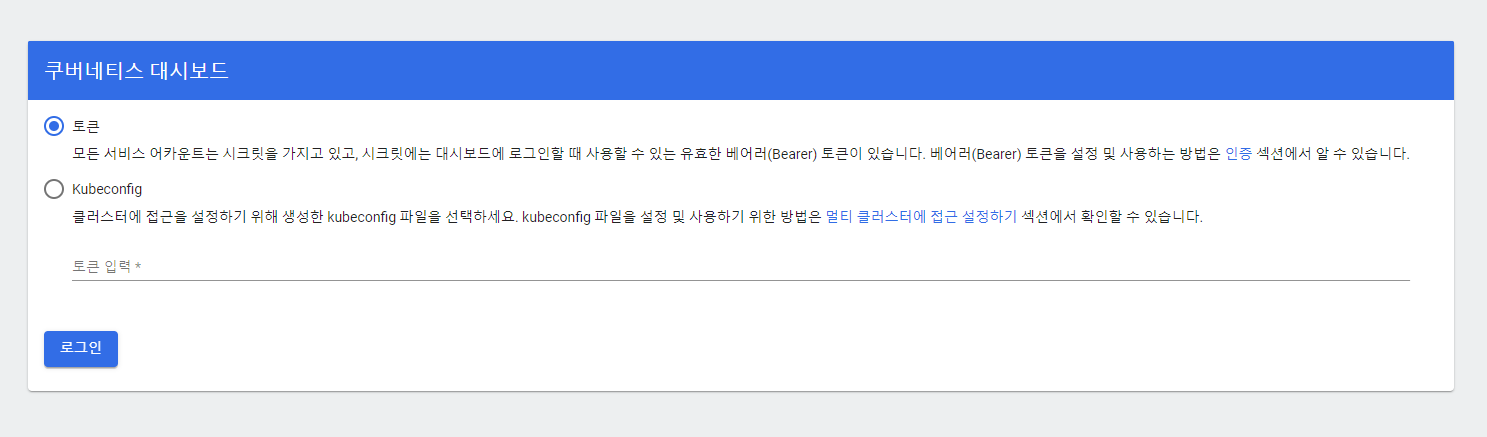 쿠버네티스 대시보드
토큰
모든 서비스 어카운트는 시크릿을 가지고 있고, 시크릿에는 대시보드에 로그인할 때 사용할 수 있는 유효한 베어러(Bearer) 토큰이 있습니다. 베어러(Bearer) 토큰을 설정 및 사용하는 방법은 인증 섹션에서 알 수 있습니다.
Kubeconfig
클러스터에 접근을 설정하기 위해 생성한 kubeconfig 파일을 선택하세요. kubeconfig 파일을 설정 및 사용하기 위한 방법은 멀티 클러스터에 접근 설정하기 섹션에서 확인할 수 있습니다.
토큰 입력 *
로그인